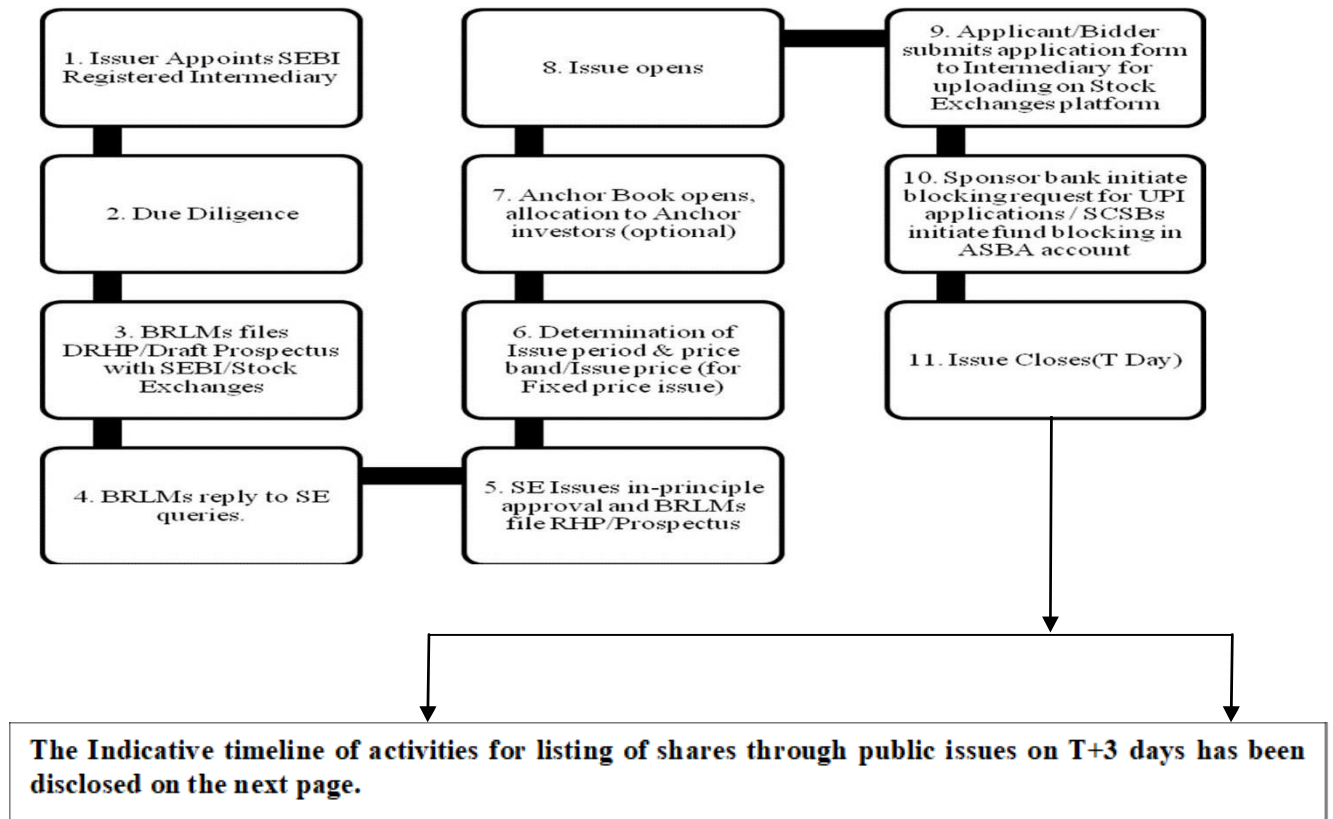 1. Issuer Appoints SEBI
Registered Intermediary
2. Due Diligence
3. BRLMs files
DRHP/Draft Prospectus
with SEBI/Stock
Exchanges
4. BRLMs reply to SE
queries.
5. SE Issues in-principle
approval and BRLMs
file RHP/Prospectus
6. Determination of
Issue period & price
band/Issue price (for
Fixed price issue)
7. Anchor Book opens,
allocation to Anchor
investors (optional)
8. Issue opens
9. Applicant/Bidder
submits application form
to Intermediary for
uploading on Stock
Exchanges platform
10. Sponsor bank initiate
blocking request for UPI
applications / SCSBs
initiate fund blocking in
ASBA account
11. Issue Closes(T Day)
The Indicative timeline of activities for listing of shares through public issues on T+3 days has been
disclosed on the next page.